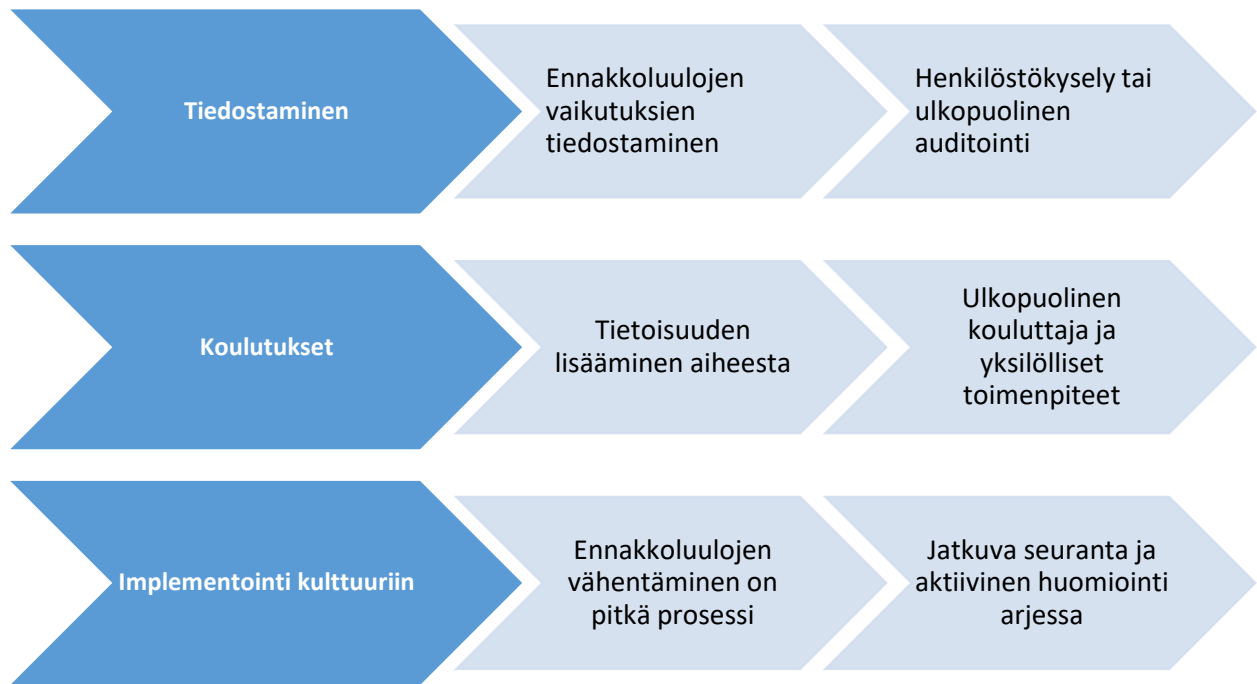 Tiedostaminen
Ennakkoluulojen
vaikutuksien
tiedostaminen
Henkilöstökysely tai
ulkopuolinen
auditointi
Koulutukset
Tietoisuuden
lisääminen aiheesta
Ulkopuolinen
kouluttaja ja
yksilölliset
toimenpiteet
Implementointi kulttuuriin
Ennakkoluulojen
vähentäminen on
pitkä prosessi
Jatkuva seuranta ja
aktiivinen huomiointi
arjessa